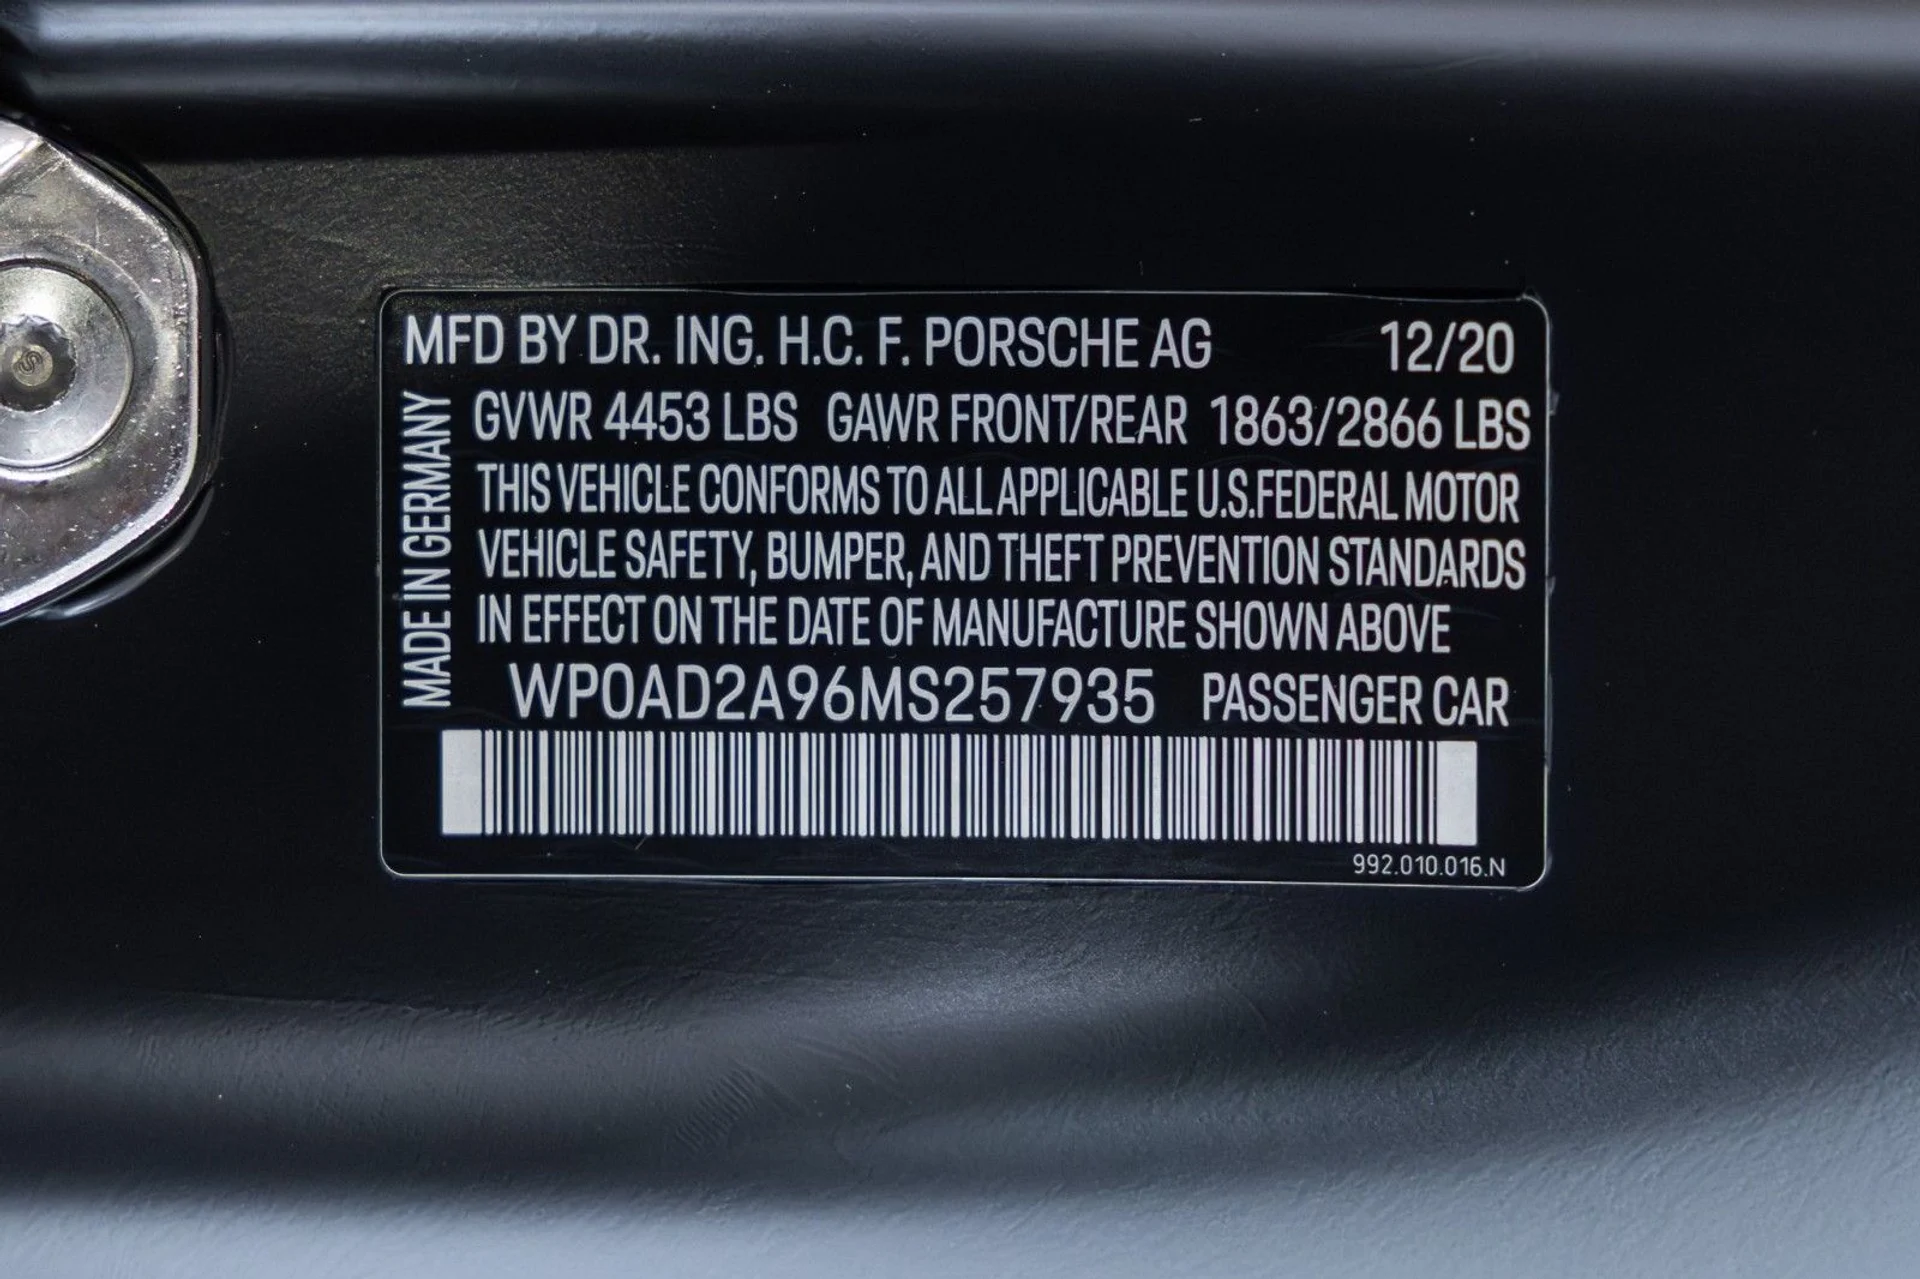 MFD BY DR. ING. H.C. F. PORSCHE AG 12/20
MADE IN GERMANY
GVWR 4453 LBS GAWR FRONT/REAR 1863/2866 LBS
THIS VEHICLE CONFORMS TO ALL APPLICABLE U.S.FEDERAL MOTOR
VEHICLE SAFETY, BUMPER, AND THEFT PREVENTION STANDARDS
IN EFFECT ON THE DATE OF MANUFACTURE SHOWN ABOVE
WP0AD2A96MS257935 PASSENGER CAR
992.010.016.N